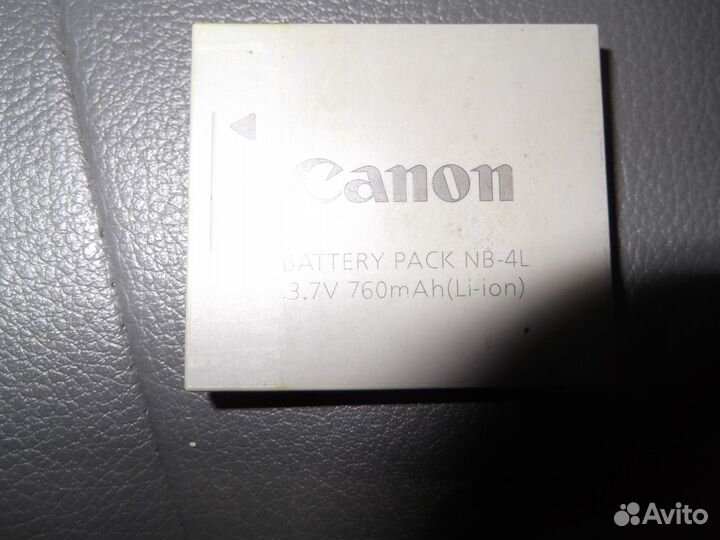 Canon
BATTERY PACK NB-4L
3.7V 760mAh(Li-ion)
Avito